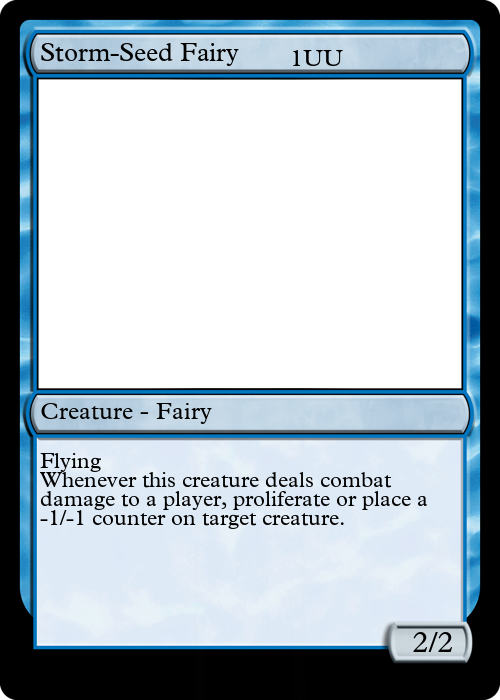 Storm-Seed Fairy 1UU
Creature - Fairy
Flying
Whenever this creature deals combat
damage to a player, proliferate or place a
-1/-1 counter on target creature.
2/2